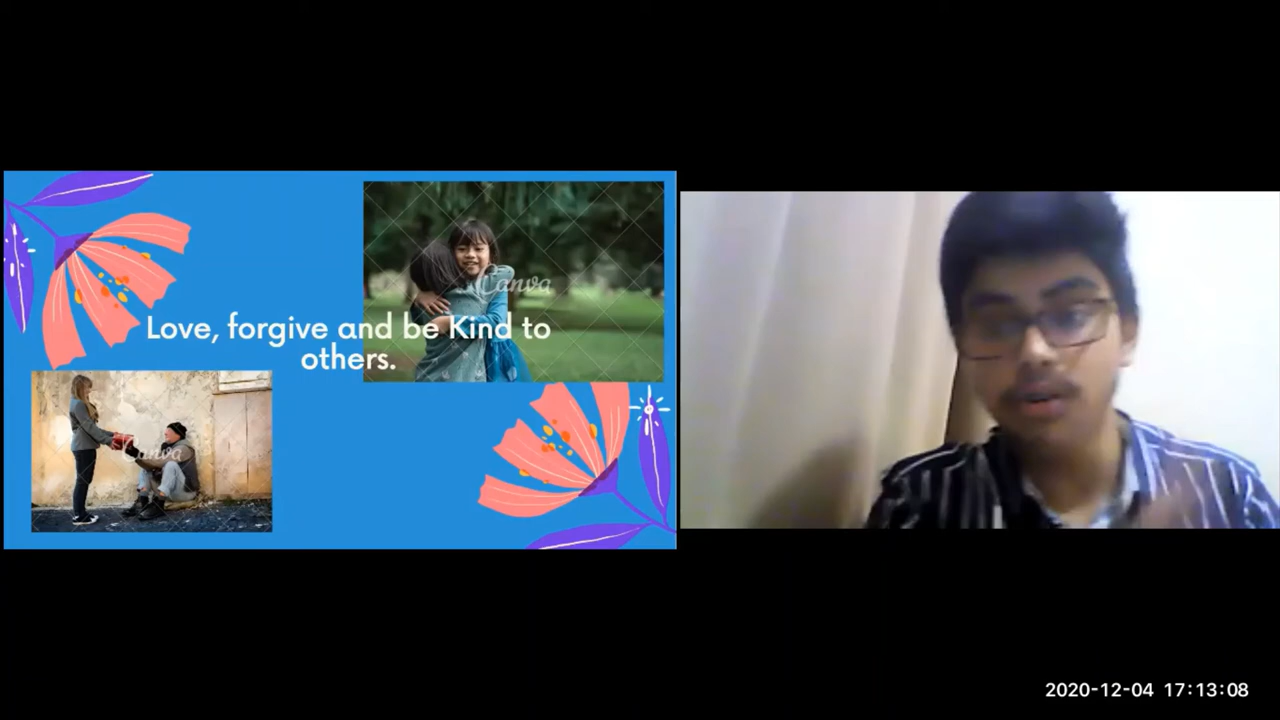 Canva
Love, forgive and be Kind to
others.
Canva
2020-12-04 17:13:08